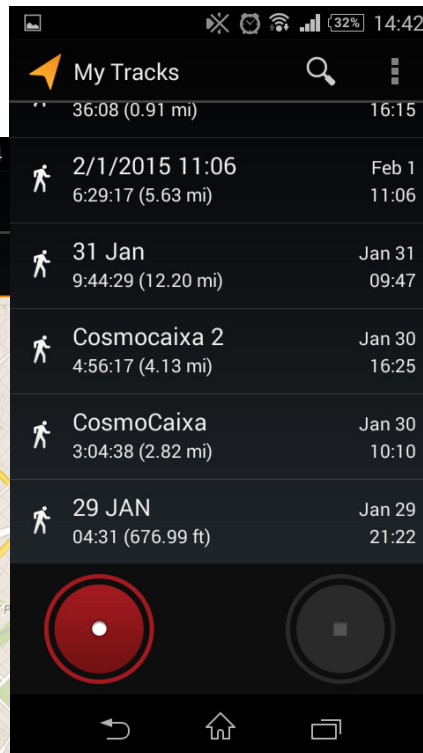 32% 14:42
My Tracks
36:08 (0.91 mi) 16:15
2/1/2015 11:06 Feb 1
6:29:17 (5.63 mi) 11:06
31 Jan Jan 31
9:44:29 (12.20 mi) 09:47
Cosmocaixa 2 Jan 30
4:56:17 (4.13 mi) 16:25
CosmoCaixa Jan 30
3:04:38 (2.82 mi) 10:10
29 JAN Jan 29
04:31 (676.99 ft) 21:22